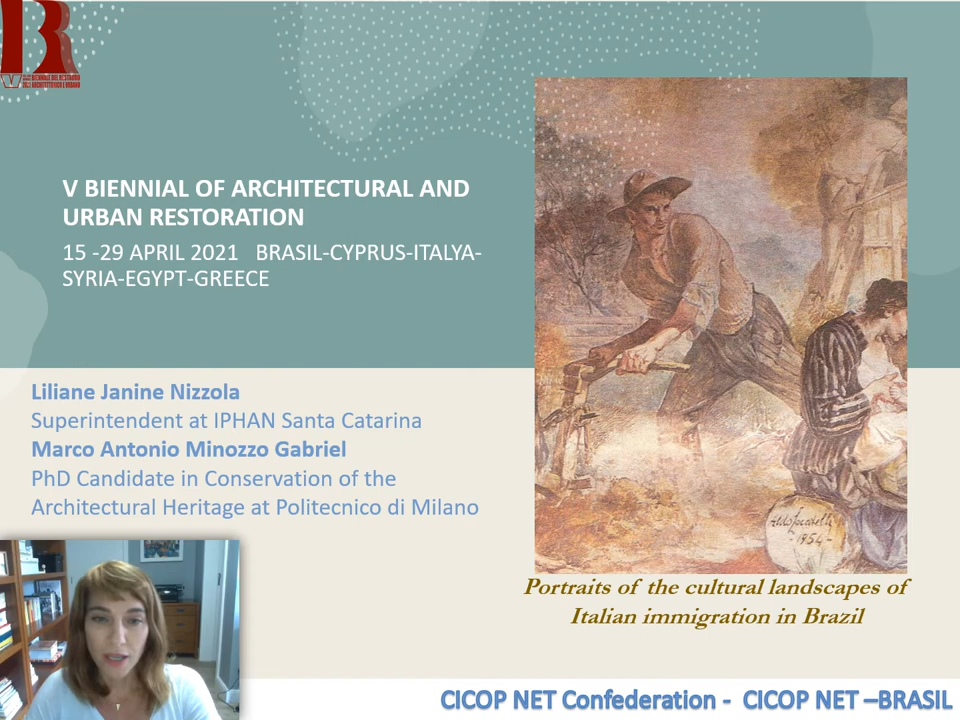 V BIENNIAL OF ARCHITECTURAL AND
URBAN RESTORATION
15 -29 APRIL 2021 BRASIL-CYPRUS-ITALYA-
SYRIA-EGYPT-GREECE
Liliane Janine Nizzola
Superintendent at IPHAN Santa Catarina
Marco Antonio Minozzo Gabriel
PhD Candidate in Conservation of the
Architectural Heritage at Politecnico di Milano
Aldo Locatelli
-1954-
Portraits of the cultural landscapes of
Italian immigration in Brazil
CICOP NET Confederation - CICOP NET –BRASIL